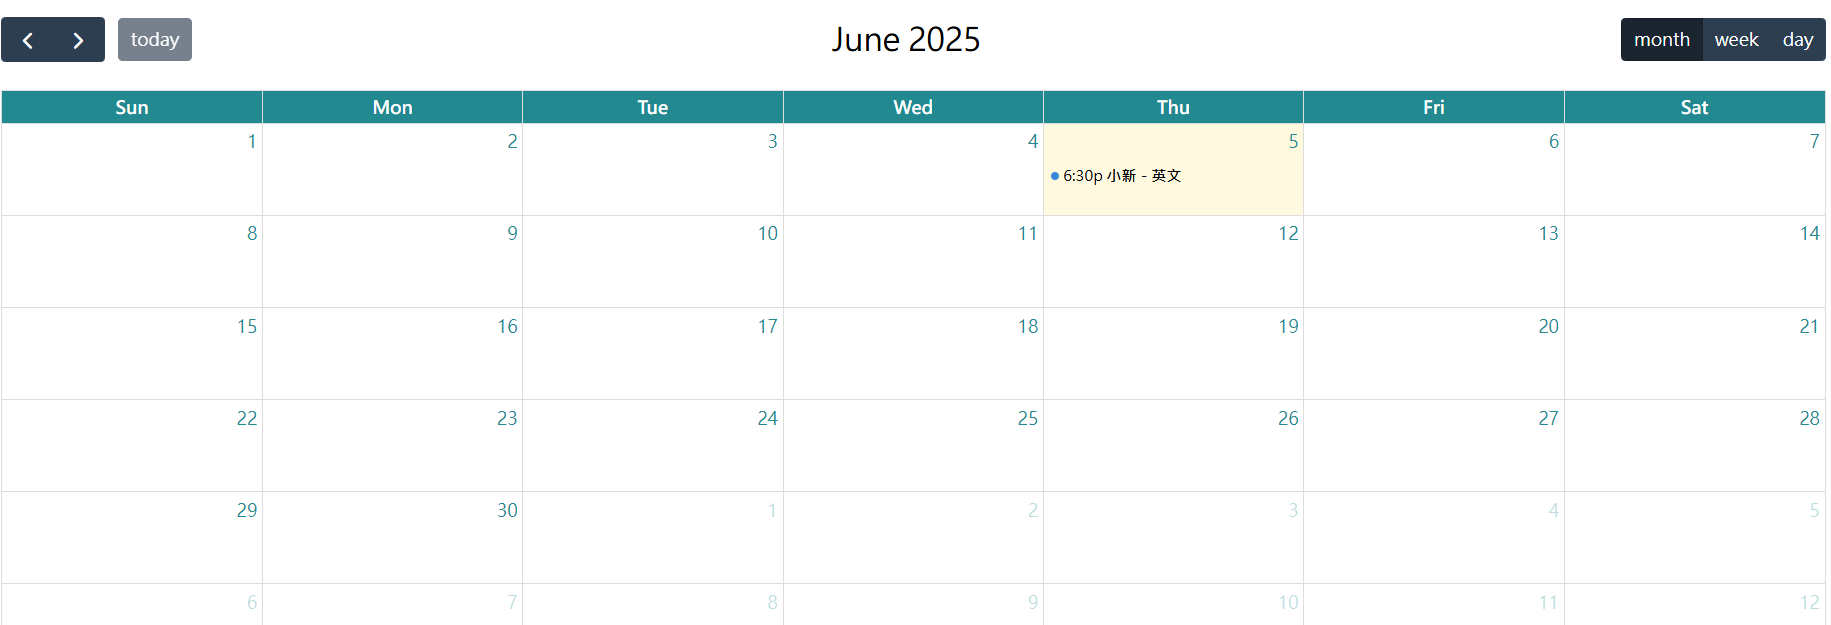 today
June 2025
month week day
Sun Mon Tue Wed Thu Fri Sat
1 2 3 4 5 6 7
6:30p 小新 - 英文
8 9 10 11 12 13 14
15 16 17 18 19 20 21
22 23 24 25 26 27 28
29 30 1 2 3 4 5
6 7 8 9 10 11 12